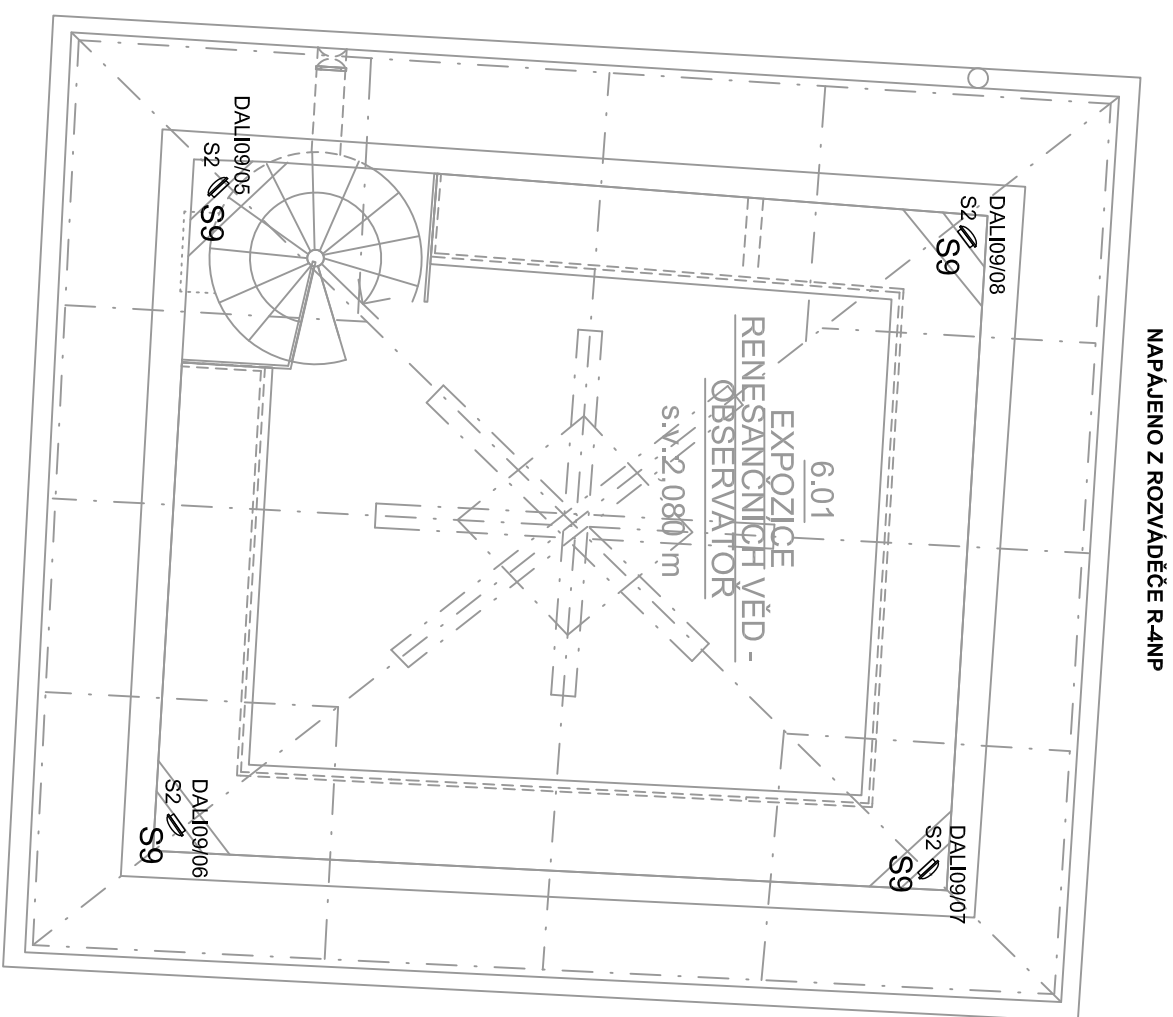 NAPÁJENO Z ROZVÁDĚČE R-4NP
DALI09/08
S2
S9
DALI09/05
S2
S9
6.01
EXPOZICE
RENESANČNÍCH VĚD -
OBSERVATOŘ
s.v.2,080 m
DALI09/07
S2
S9
DALI09/06
S2
S9